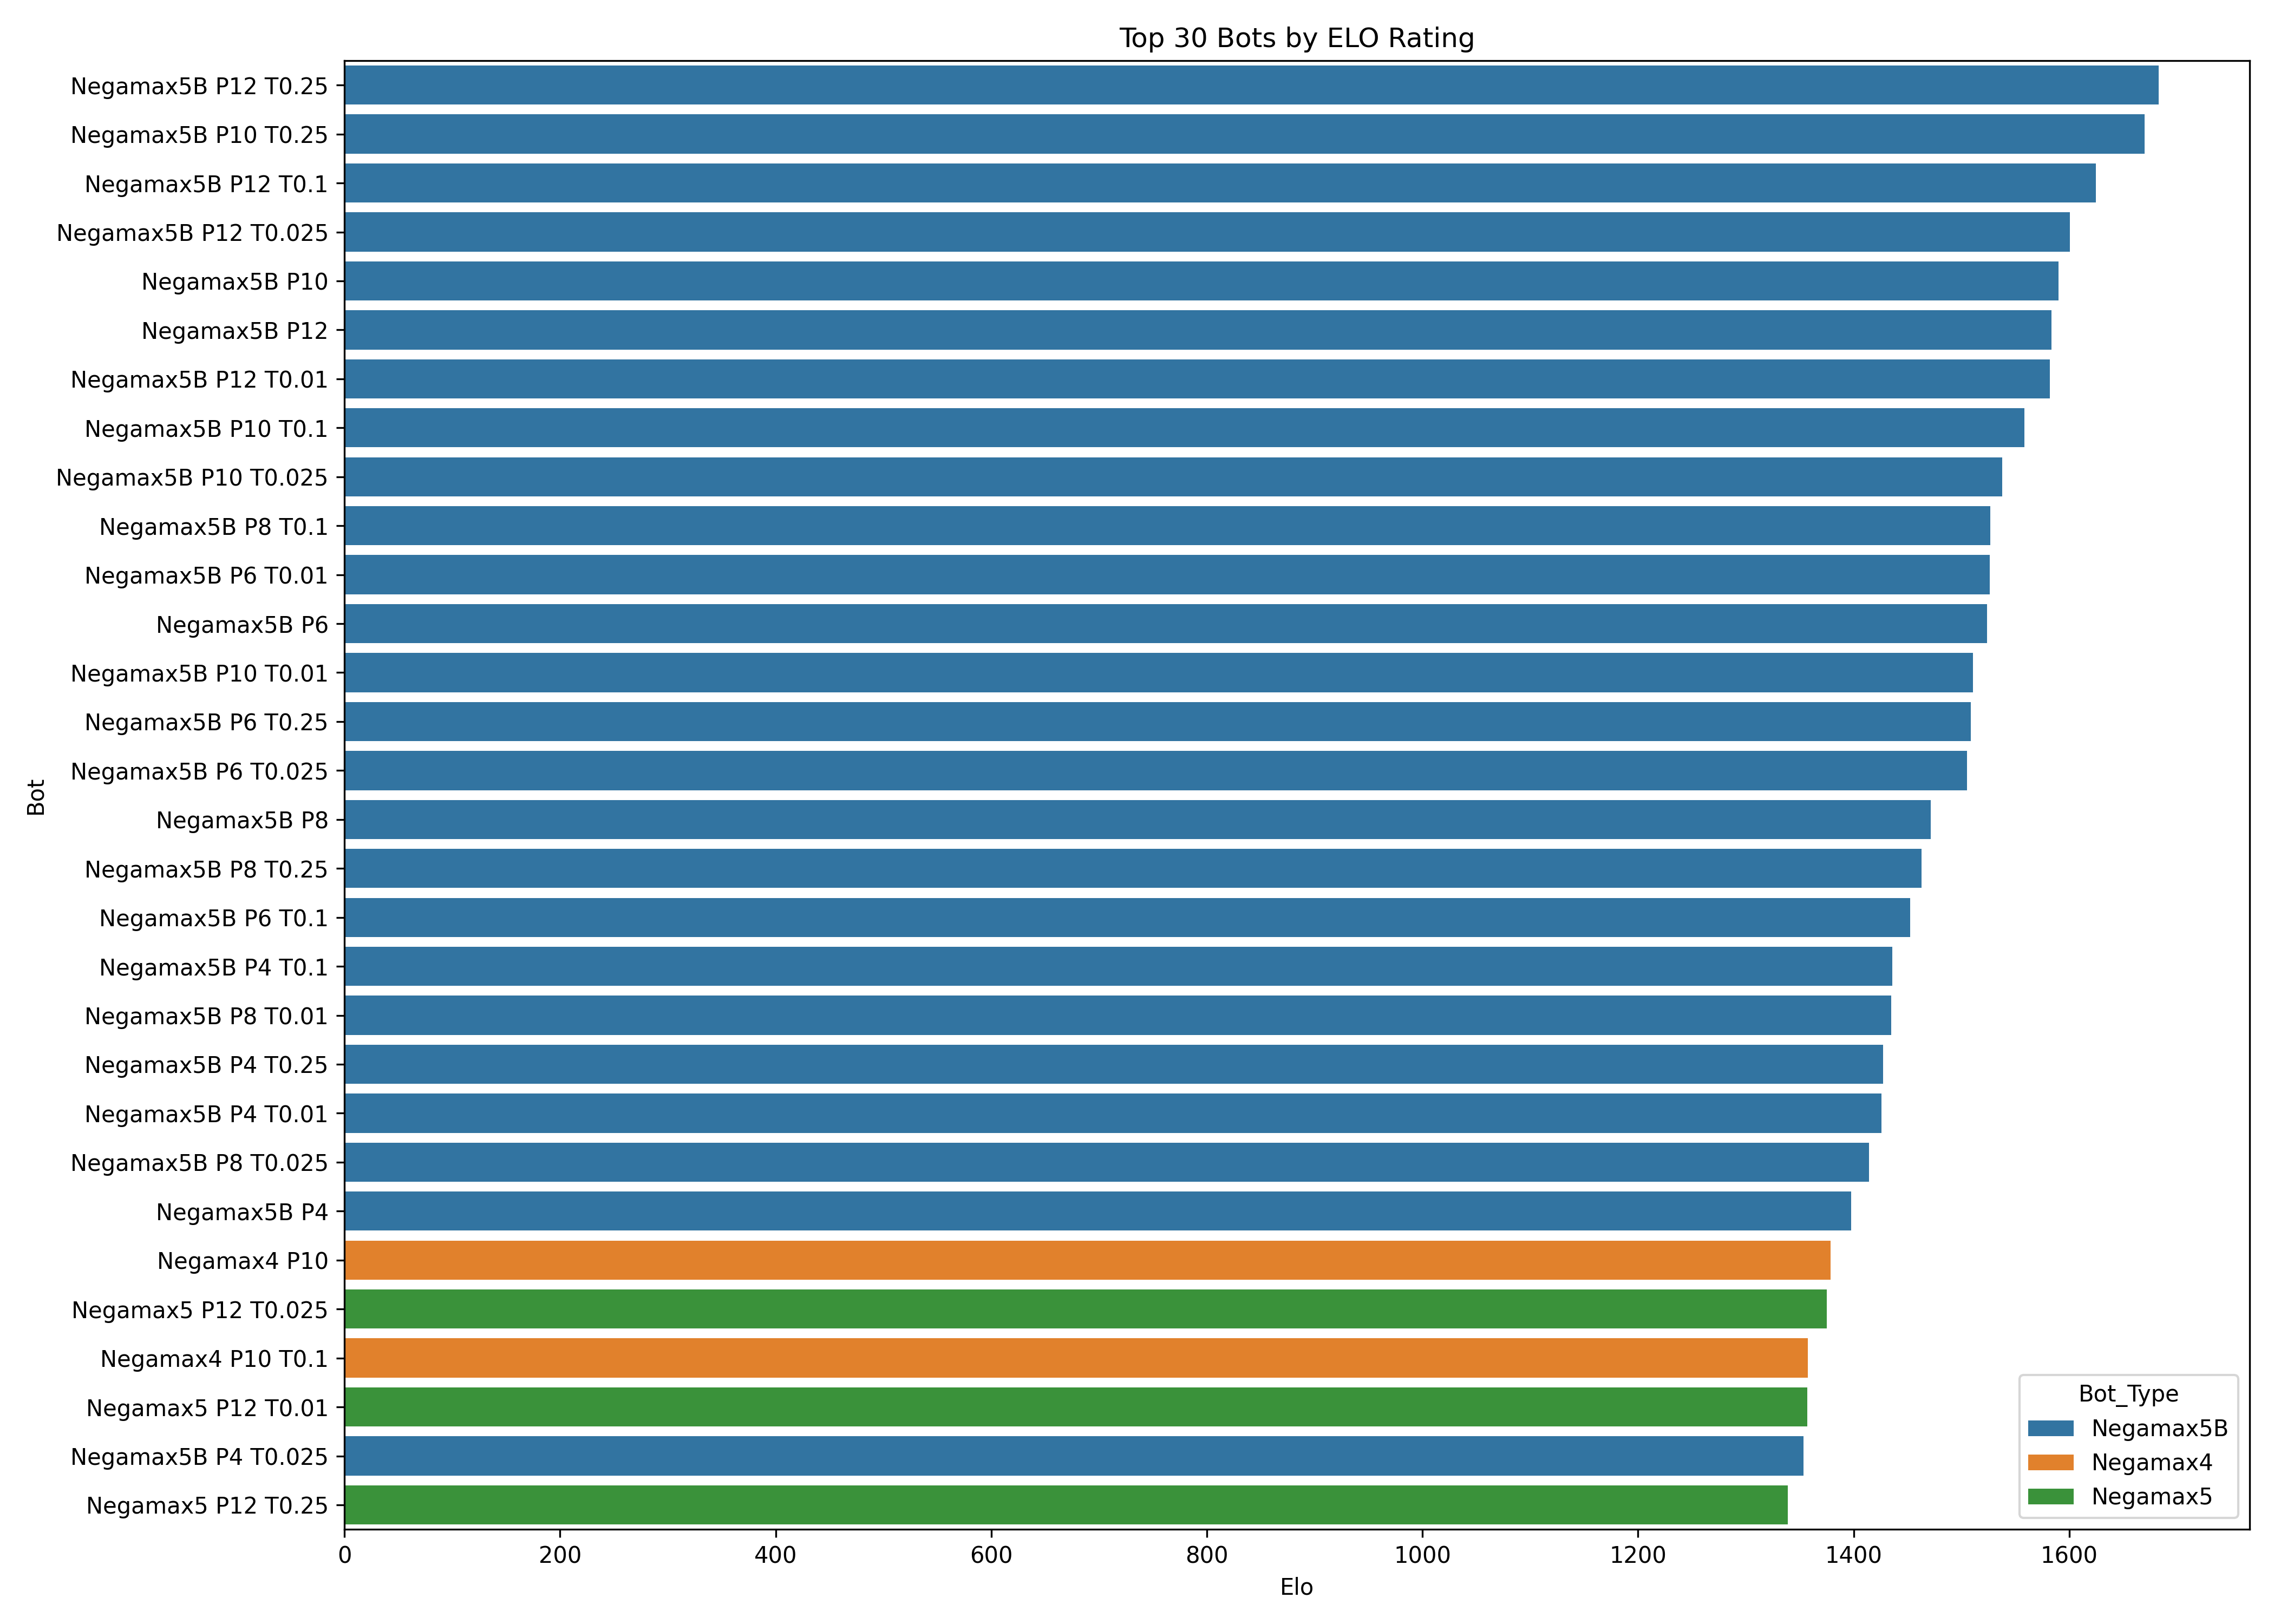 Top 30 Bots by ELO Rating
Negamax5B P12 T0.25
Negamax5B P10 T0.25
Negamax5B P12 T0.1
Negamax5B P12 T0.025
Negamax5B P10
Negamax5B P12
Negamax5B P12 T0.01
Negamax5B P10 T0.1
Negamax5B P10 T0.025
Negamax5B P8 T0.1
Negamax5B P6 T0.01
Negamax5B P6
Negamax5B P10 T0.01
Negamax5B P6 T0.25
Negamax5B P6 T0.025
Negamax5B P8
Negamax5B P8 T0.25
Negamax5B P6 T0.1
Negamax5B P4 T0.1
Negamax5B P8 T0.01
Negamax5B P4 T0.25
Negamax5B P4 T0.01
Negamax5B P8 T0.025
Negamax5B P4
Negamax4 P10
Negamax5 P12 T0.025
Negamax4 P10 T0.1
Negamax5 P12 T0.01
Negamax5B P4 T0.025
Negamax5 P12 T0.25
Bot
Bot_Type
Negamax5B
Negamax4
Negamax5
0 200 400 600 800 1000 1200 1400 1600
Elo